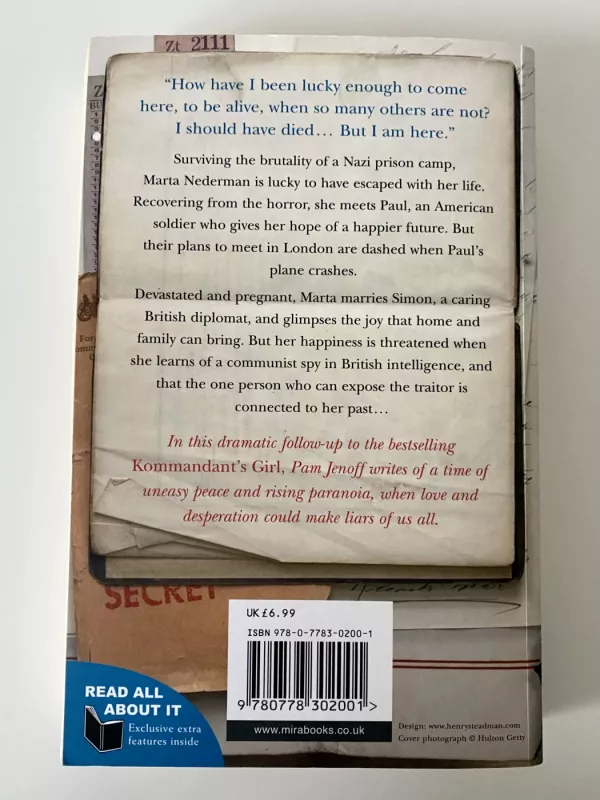 Zt 2111
“How have I been lucky enough to come
here, to be alive, when so many others are not?
I should have died… But I am here.”
Surviving the brutality of a Nazi prison camp,
Marta Nederman is lucky to have escaped with her life.
Recovering from the horror, she meets Paul, an American
soldier who gives her hope of a happier future. But
their plans to meet in London are dashed when Paul’s
plane crashes.
Devastated and pregnant, Marta marries Simon, a caring
British diplomat, and glimpses the joy that home and
family can bring. But her happiness is threatened when
she learns of a communist spy in British intelligence, and
that the one person who can expose the traitor is
connected to her past…
In this dramatic follow-up to the bestselling
Kommandant’s Girl, Pam Jenoff writes of a time of
uneasy peace and rising paranoia, when love and
desperation could make liars of us all.
SECRET
UK £6.99
ISBN 978-0-7783-0200-1
9 780778 302001 >
www.mirabooks.co.uk
READ ALL
ABOUT IT
Exclusive extra
features inside
Design: www.henrysteadman.com
Cover photograph © Hulton Getty